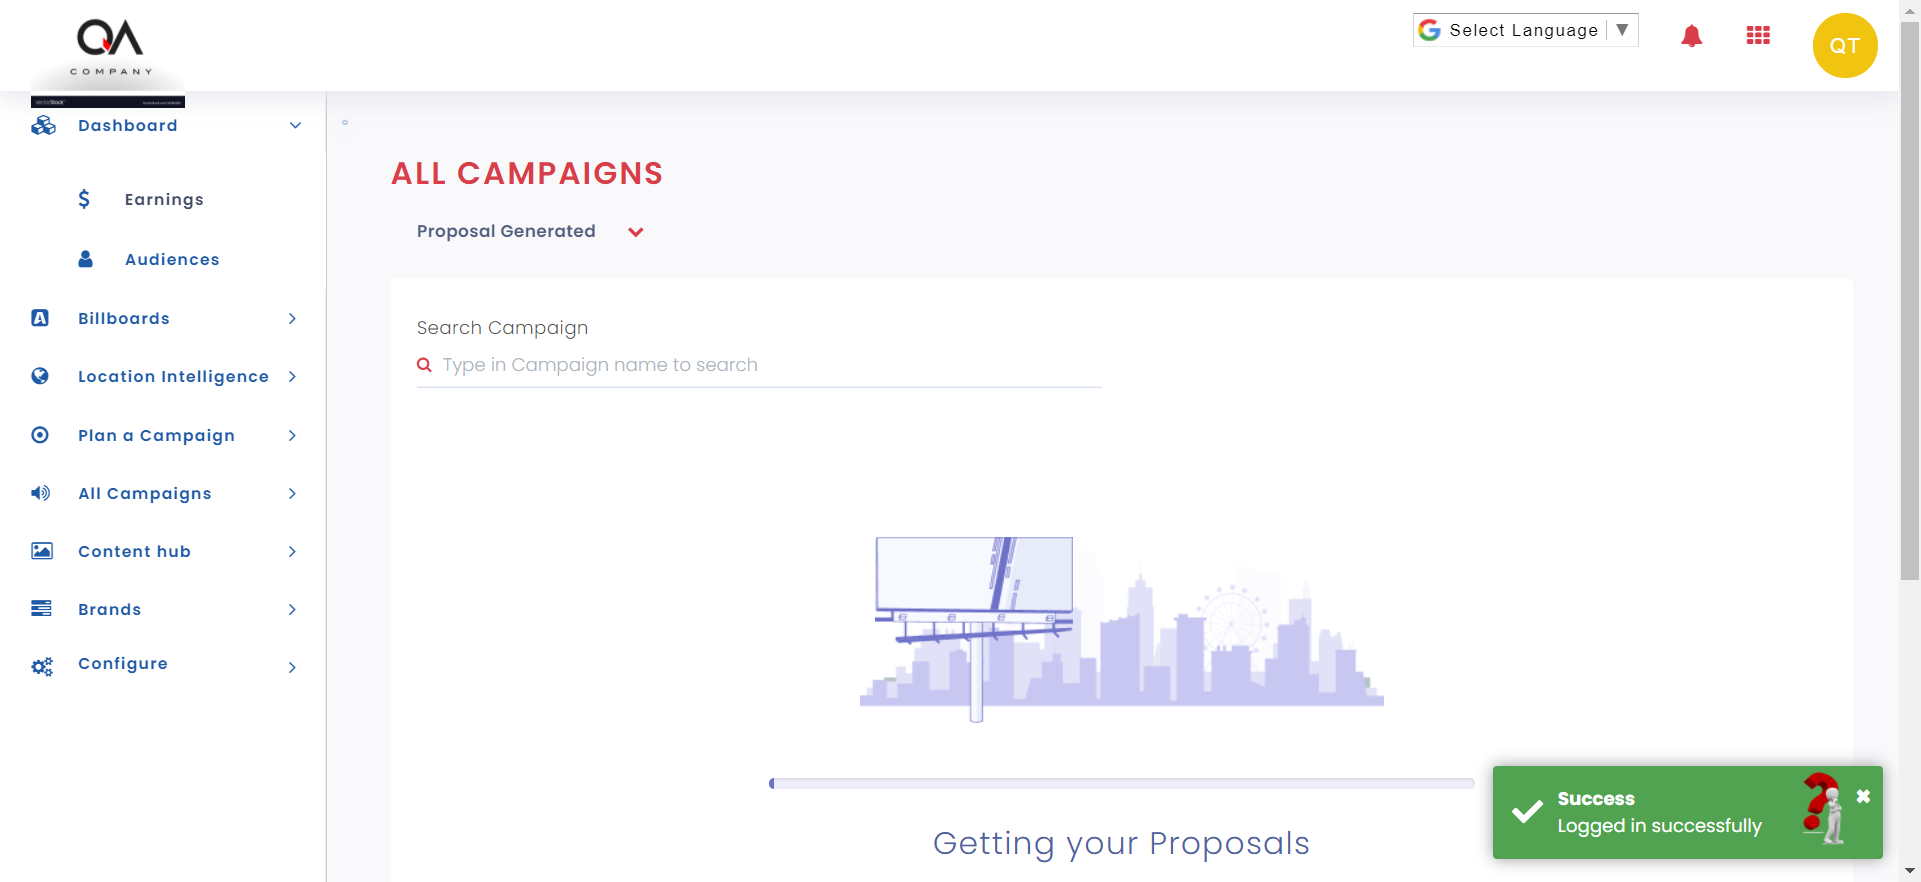 QA
COMPANY
VectorStock
Select Language
▼
QT
Dashboard
Earnings
Audiences
Billboards
Location Intelligence
Plan a Campaign
All Campaigns
Content hub
Brands
Configure
ALL CAMPAIGNS
Proposal Generated
Search Campaign
Type in Campaign name to search
Getting your Proposals
Success
Logged in successfully